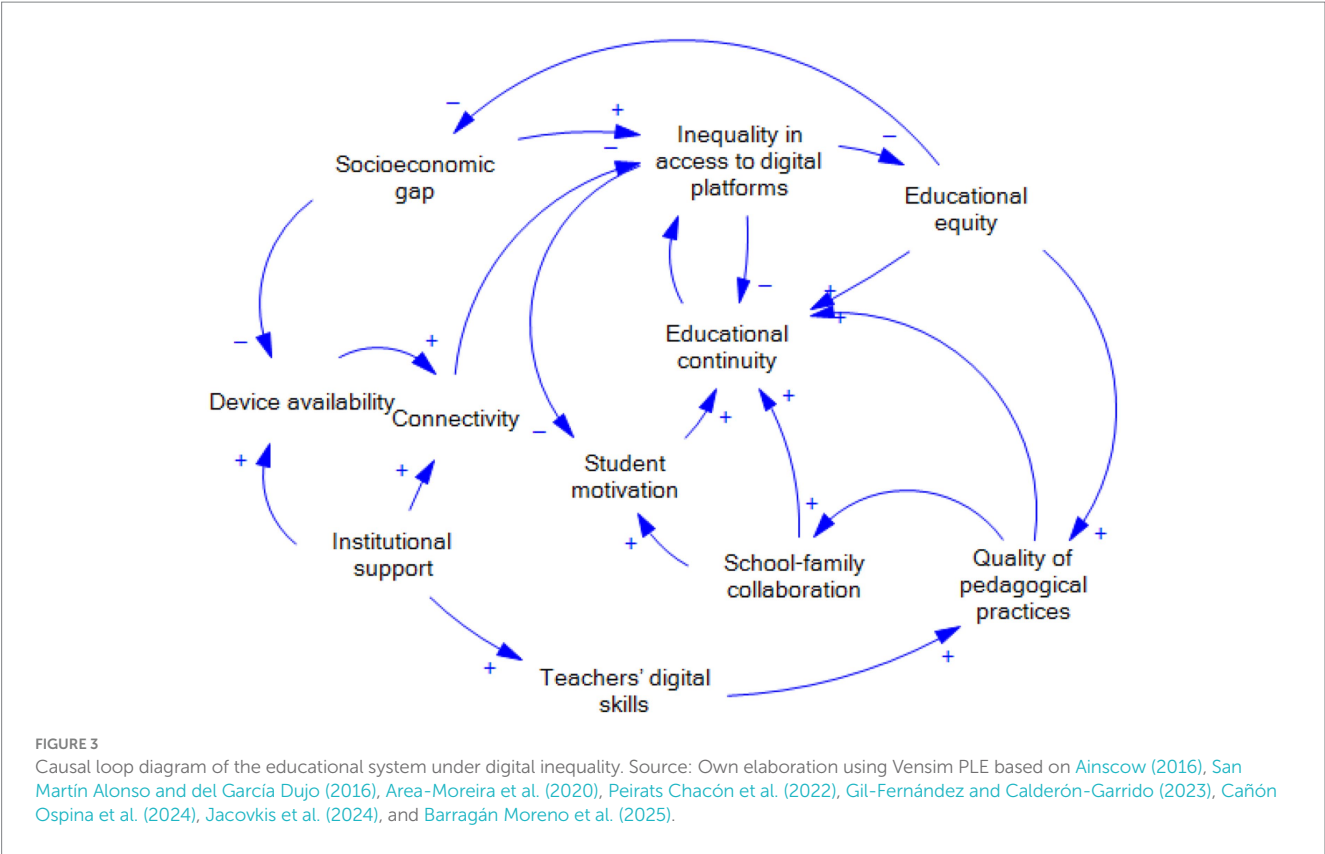 Socioeconomic
gap
Inequality in
access to digital
platforms
Educational
equity
Educational
continuity
Device availability
Connectivity
Student
motivation
Institutional
support
School-family
collaboration
Quality of
pedagogical
practices
Teachers' digital
skills
−
+
−
−
−
+
−
+
+
−
+
+
+
+
+
+
+
+
+
+
FIGURE 3
Causal loop diagram of the educational system under digital inequality. Source: Own elaboration using Vensim PLE based on Ainscow (2016), San
Martín Alonso and del García Dujo (2016), Area-Moreira et al. (2020), Peirats Chacón et al. (2022), Gil-Fernández and Calderón-Garrido (2023), Cañón
Ospina et al. (2024), Jacovkis et al. (2024), and Barragán Moreno et al. (2025).